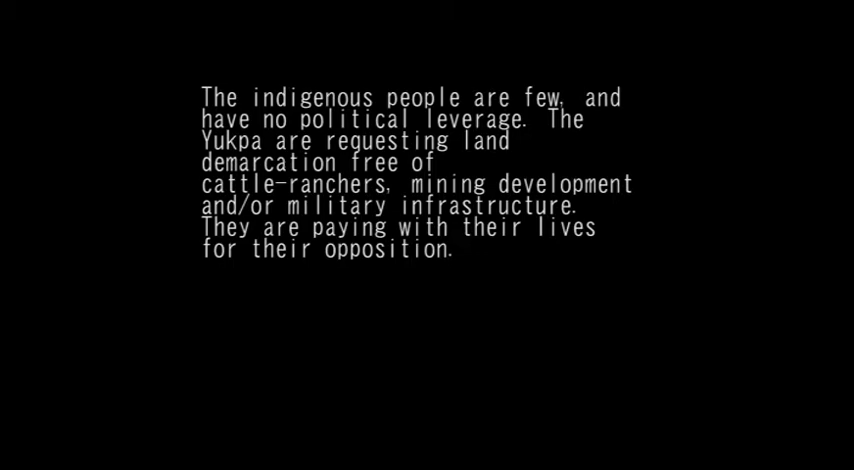 The indigenous people are few, and
have no political leverage. The
Yukpa are requesting land
demarcation free of
cattle-ranchers, mining development
and/or military infrastructure.
They are paying with their lives
for their opposition.